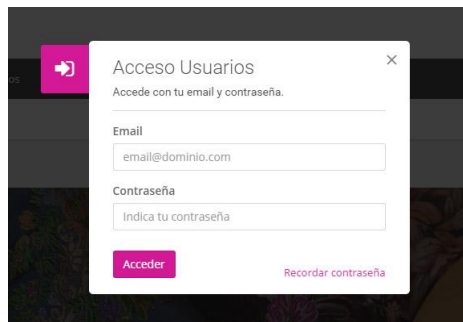 Acceso Usuarios
Accede con tu email y contraseña.
Email
email@dominio.com
Contraseña
Indica tu contraseña
Acceder
Recordar contraseña